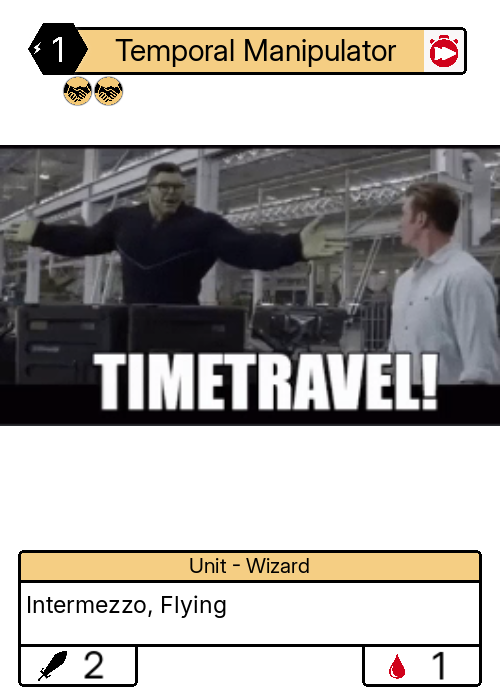 1 Temporal Manipulator
TIMETRAVEL!
Unit - Wizard
Intermezzo, Flying
2 1